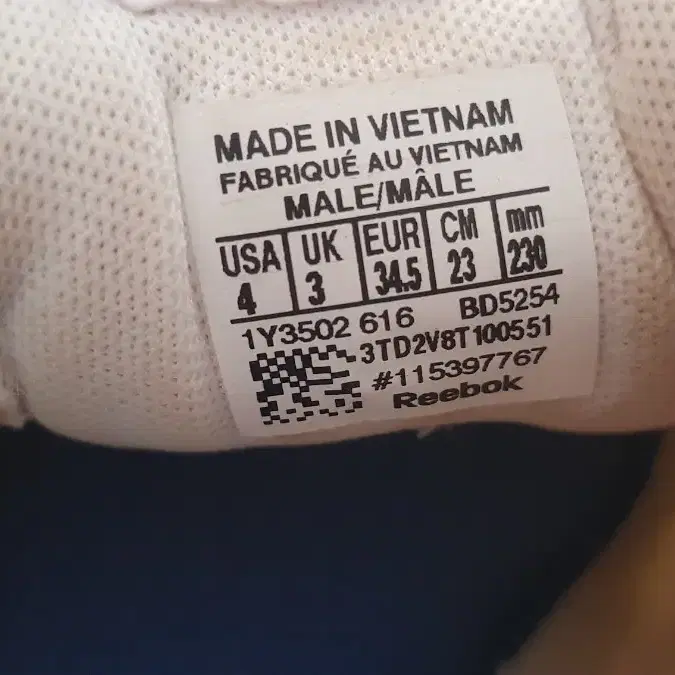 MADE IN VIETNAM
FABRIQUÉ AU VIETNAM
MALE/MÂLE
USA UK EUR CM mm
4 3 34.5 23 230
1Y3502 616 BD5254
3TD2V8T100551
#115397767
Reebok